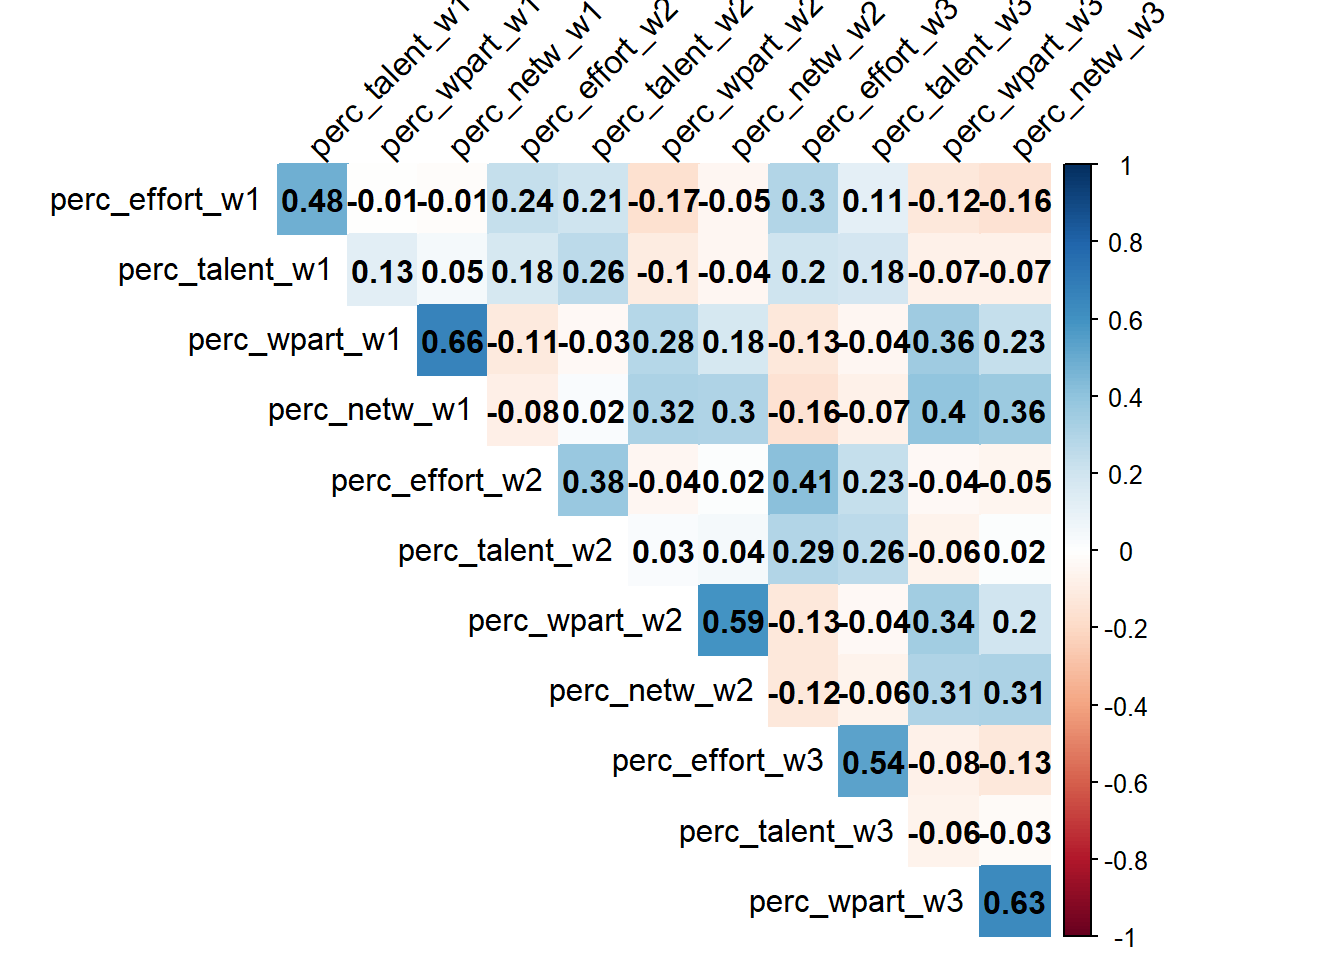 perc_talent_w1 perc_wpart_w1 perc_netw_w1 perc_effort_w2 perc_talent_w2 perc_wpart_w2 perc_netw_w2 perc_effort_w3 perc_talent_w3 perc_wpart_w3 perc_netw_w3
perc_effort_w1 0.48 -0.01 -0.01 0.24 0.21 -0.17 -0.05 0.3 0.11 -0.12 -0.16
perc_talent_w1 0.13 0.05 0.18 0.26 -0.1 -0.04 0.2 0.18 -0.07 -0.07
perc_wpart_w1 0.66 -0.11 -0.03 0.28 0.18 -0.13 -0.04 0.36 0.23
perc_netw_w1 -0.08 0.02 0.32 0.3 -0.16 -0.07 0.4 0.36
perc_effort_w2 0.38 -0.04 0.02 0.41 0.23 -0.04 -0.05
perc_talent_w2 0.03 0.04 0.29 0.26 -0.06 0.02
perc_wpart_w2 0.59 -0.13 -0.04 0.34 0.2
perc_netw_w2 -0.12 -0.06 0.31 0.31
perc_effort_w3 0.54 -0.08 -0.13
perc_talent_w3 -0.06 -0.03
perc_wpart_w3 0.63
1
0.8
0.6
0.4
0.2
0
-0.2
-0.4
-0.6
-0.8
-1